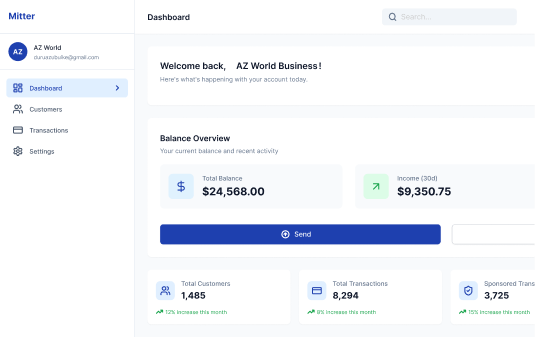 Mitter
Dashboard
Search...
AZ
AZ World
duruazubuike@gmail.com
Dashboard
Customers
Transactions
Settings
Welcome back, AZ World Business!
Here's what's happening with your account today.
Balance Overview
Your current balance and recent activity
Total Balance
$24,568.00
Income (30d)
$9,350.75
Send
Total Customers
1,485
12% increase this month
Total Transactions
8,294
8% increase this month
Sponsored Trans
3,725
15% increase this month